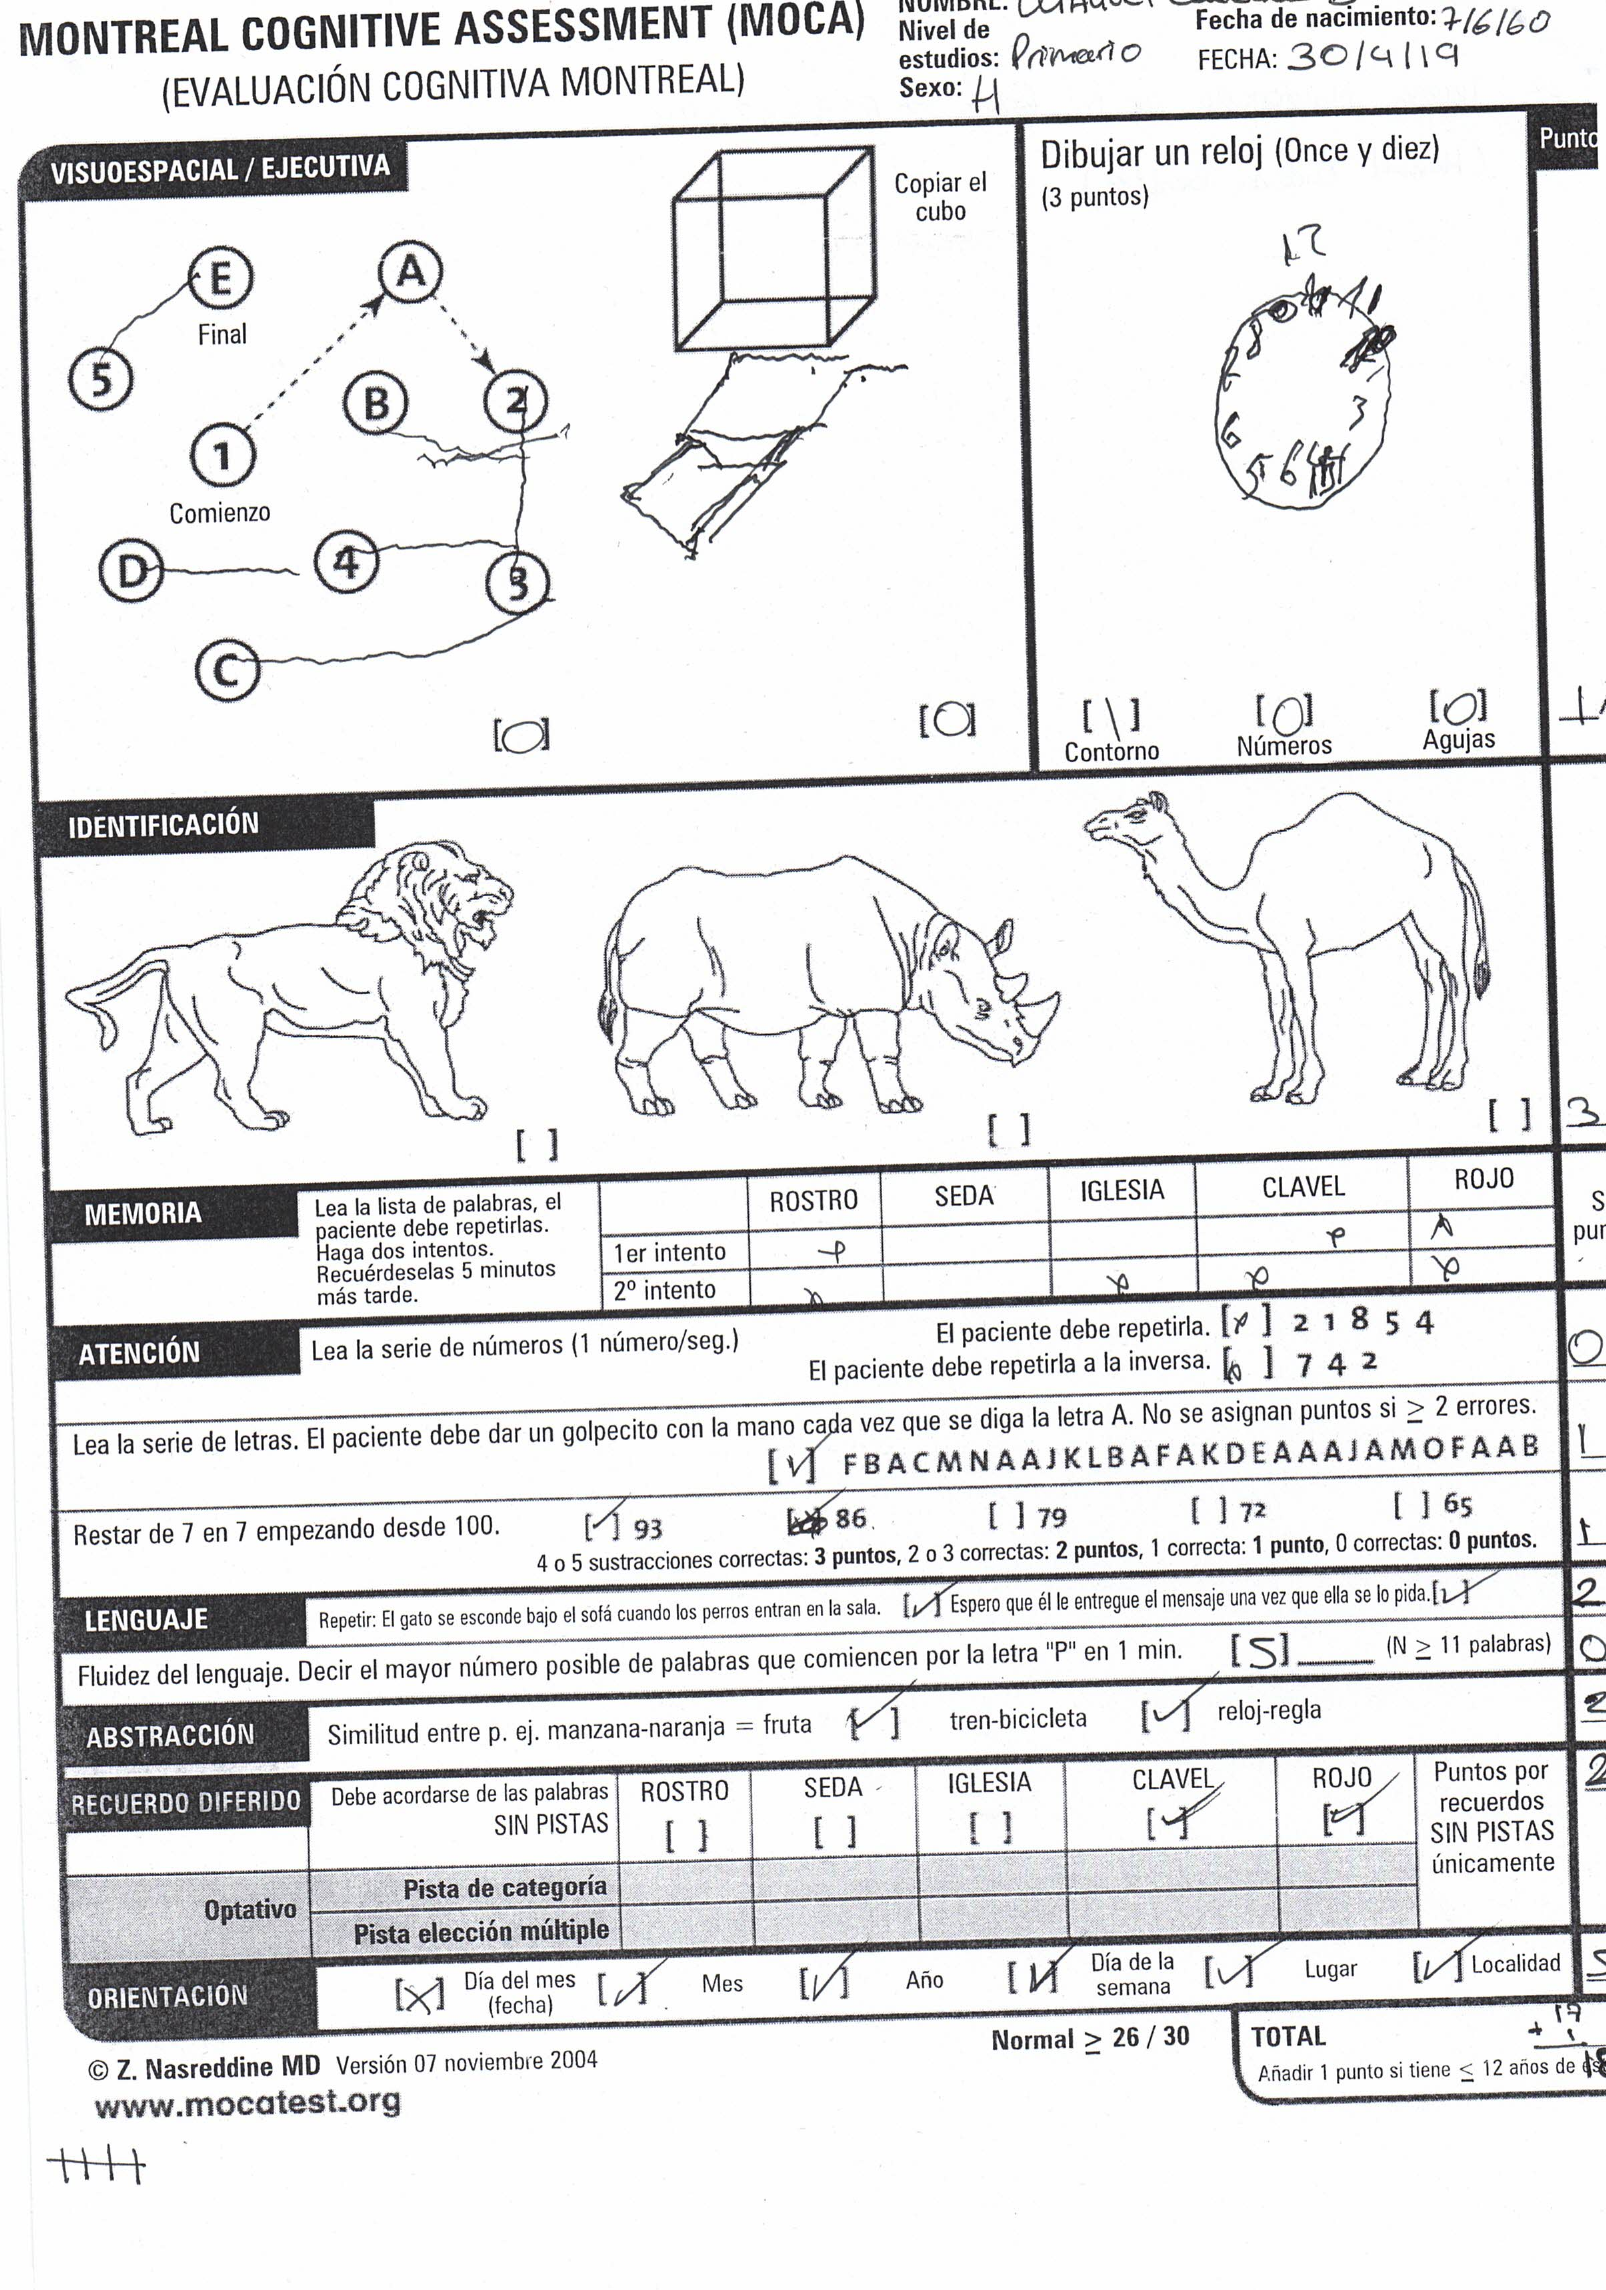 NOMBRE:
MONTREAL COGNITIVE ASSESSMENT (MOCA)
(EVALUACIÓN COGNITIVA MONTREAL)
Nivel de
estudios: Primario
Sexo: H
Fecha de nacimiento: 7/6/60
FECHA: 30/4/19
VISUOESPACIAL / EJECUTIVA
Copiar el
cubo
Dibujar un reloj (Once y diez)
(3 puntos)
Punto
E
Final
A
5
B
2
1
Comienzo
D
4
3
C
12
11
8
3
6
5 6
[O]
[O]
[\]
Contorno
[O]
Números
[O]
Agujas
1
IDENTIFICACIÓN
[ ]
[ ]
[ ]
3
MEMORIA
Lea la lista de palabras, el
paciente debe repetirlas.
Haga dos intentos.
Recuérdeselas 5 minutos
más tarde.
ROSTRO SEDA IGLESIA CLAVEL ROJO
1er intento
2º intento
S
pun
ATENCIÓN
Lea la serie de números (1 número/seg.)
El paciente debe repetirla. [ ] 2 1 8 5 4
El paciente debe repetirla a la inversa. [ ] 7 4 2
0
Lea la serie de letras. El paciente debe dar un golpecito con la mano cada vez que se diga la letra A. No se asignan puntos si ≥ 2 errores.
[✓] F B A C M N A A J K L B A F A K D E A A A J A M O F A A B
1
Restar de 7 en 7 empezando desde 100. [✓] 93 [ ] 86 [ ] 79 [ ] 72 [ ] 65
4 o 5 sustracciones correctas: 3 puntos, 2 o 3 correctas: 2 puntos, 1 correcta: 1 punto, 0 correctas: 0 puntos.
1
LENGUAJE
Repetir: El gato se esconde bajo el sofá cuando los perros entran en la sala. [✓] Espero que él le entregue el mensaje una vez que ella se lo pida. [✓]
2
Fluidez del lenguaje. Decir el mayor número posible de palabras que comiencen por la letra "P" en 1 min. [5]____ (N ≥ 11 palabras)
0
ABSTRACCIÓN
Similitud entre p. ej. manzana-naranja = fruta [✓] tren-bicicleta [✓] reloj-regla
2
RECUERDO DIFERIDO
Debe acordarse de las palabras
SIN PISTAS
ROSTRO SEDA IGLESIA CLAVEL ROJO
[ ] [ ] [ ] [✓] [✓]
Puntos por
recuerdos
SIN PISTAS
únicamente
2
Optativo
Pista de categoría
Pista elección múltiple
ORIENTACIÓN
[X] Día del mes
(fecha)
[✓] Mes [✓] Año [✓] Día de la
semana
[✓] Lugar [✓] Localidad
5
© Z. Nasreddine MD Versión 07 noviembre 2004
www.mocatest.org
Normal ≥ 26 / 30
TOTAL
17
+ 1
18
Añadir 1 punto si tiene ≤ 12 años de es